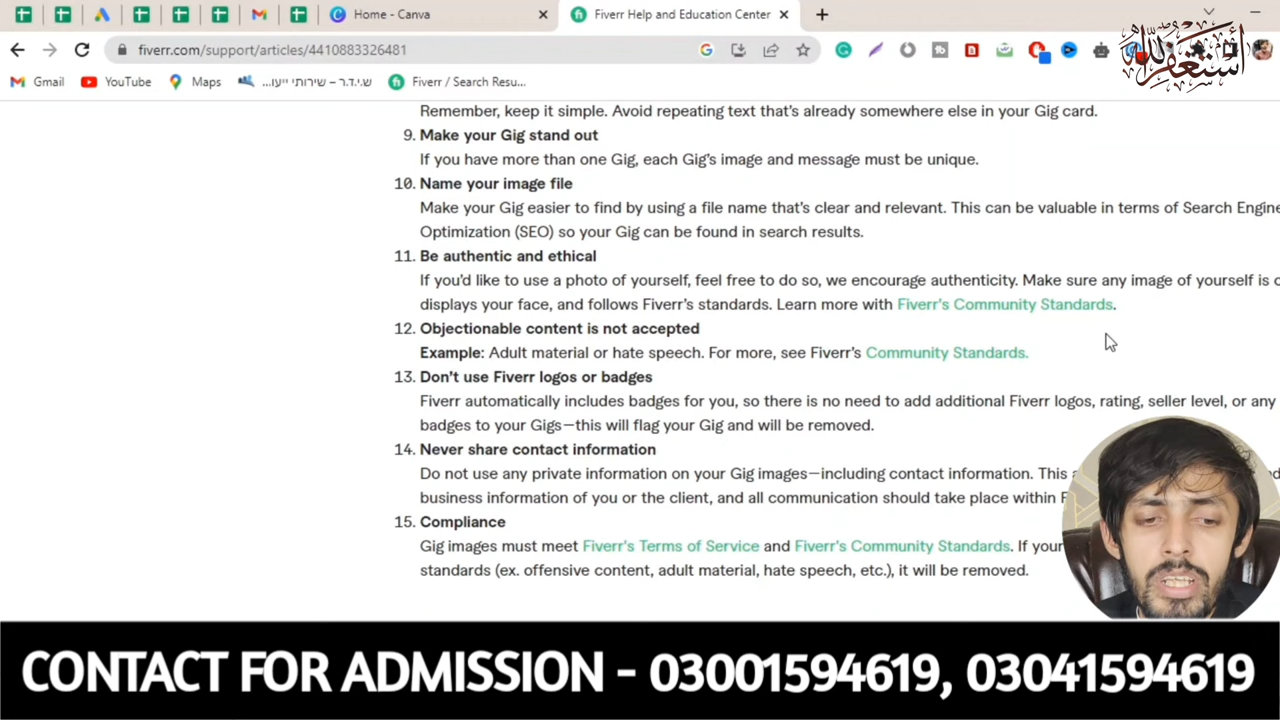 Home - Canva
Fiverr Help and Education Center
fiverr.com/support/articles/4410883326481
أستغفر الله
Gmail
YouTube
Maps
ש.י.ד.ר – שירותי ייעו...
Fiverr / Search Resu...
Remember, keep it simple. Avoid repeating text that's already somewhere else in your Gig card.
9. Make your Gig stand out
If you have more than one Gig, each Gig's image and message must be unique.
10. Name your image file
Make your Gig easier to find by using a file name that's clear and relevant. This can be valuable in terms of Search Engine
Optimization (SEO) so your Gig can be found in search results.
11. Be authentic and ethical
If you'd like to use a photo of yourself, feel free to do so, we encourage authenticity. Make sure any image of yourself is
displays your face, and follows Fiverr's standards. Learn more with Fiverr's Community Standards.
12. Objectionable content is not accepted
Example: Adult material or hate speech. For more, see Fiverr's Community Standards.
13. Don't use Fiverr logos or badges
Fiverr automatically includes badges for you, so there is no need to add additional Fiverr logos, rating, seller level, or any
badges to your Gigs—this will flag your Gig and will be removed.
14. Never share contact information
Do not use any private information on your Gig images—including contact information. This
business information of you or the client, and all communication should take place within
15. Compliance
Gig images must meet Fiverr's Terms of Service and Fiverr's Community Standards. If your
standards (ex. offensive content, adult material, hate speech, etc.), it will be removed.
CONTACT FOR ADMISSION - 03001594619, 03041594619